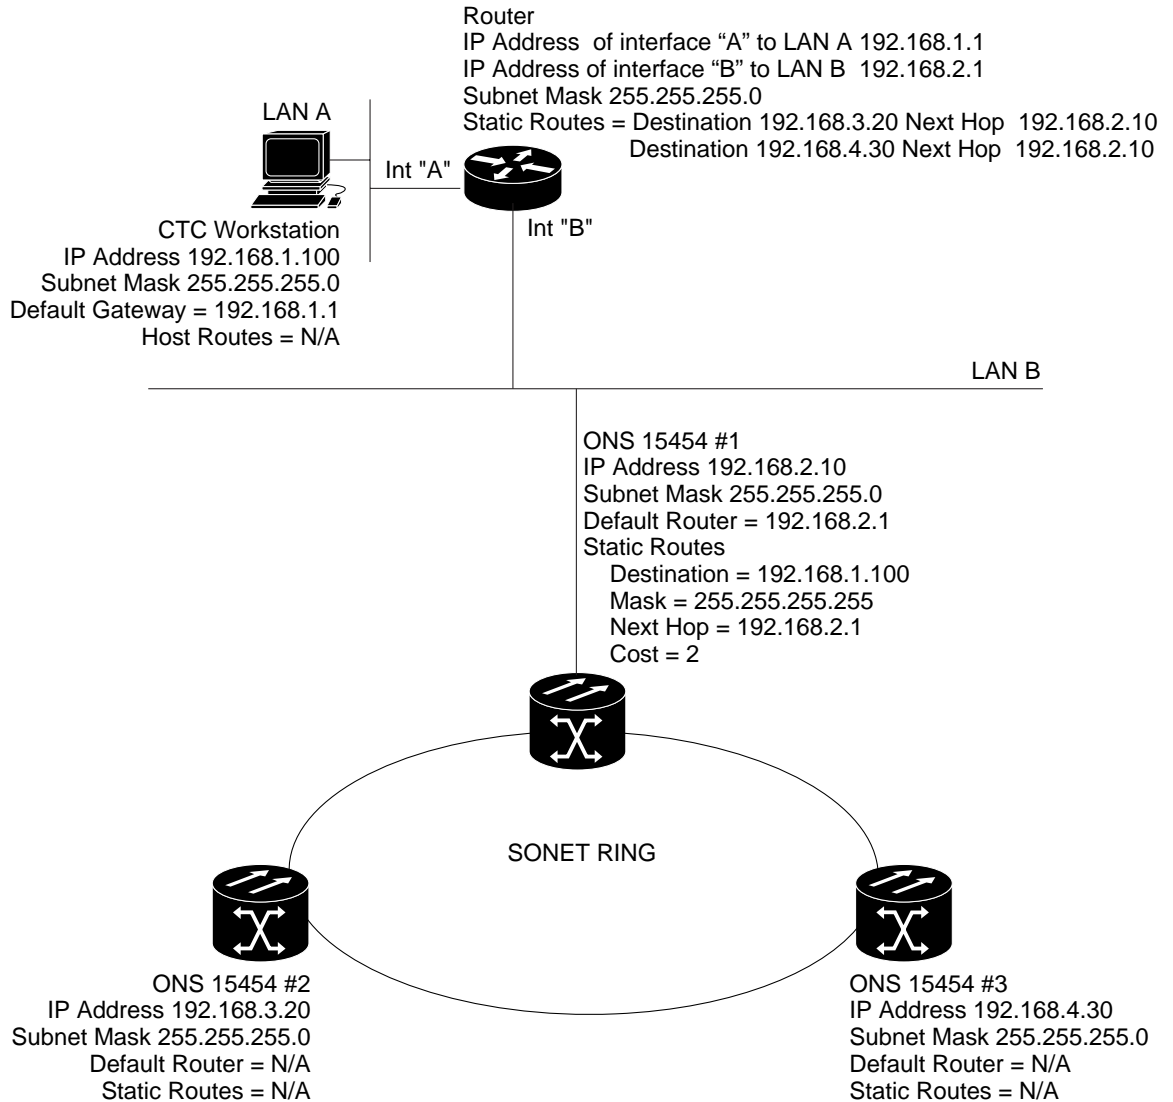 Router
IP Address of interface “A” to LAN A 192.168.1.1
IP Address of interface “B” to LAN B 192.168.2.1
Subnet Mask 255.255.255.0
Static Routes = Destination 192.168.3.20 Next Hop 192.168.2.10
Destination 192.168.4.30 Next Hop 192.168.2.10
LAN A
Int "A"
Int "B"
CTC Workstation
IP Address 192.168.1.100
Subnet Mask 255.255.255.0
Default Gateway = 192.168.1.1
Host Routes = N/A
LAN B
ONS 15454 #1
IP Address 192.168.2.10
Subnet Mask 255.255.255.0
Default Router = 192.168.2.1
Static Routes
Destination = 192.168.1.100
Mask = 255.255.255.255
Next Hop = 192.168.2.1
Cost = 2
SONET RING
ONS 15454 #2
IP Address 192.168.3.20
Subnet Mask 255.255.255.0
Default Router = N/A
Static Routes = N/A
ONS 15454 #3
IP Address 192.168.4.30
Subnet Mask 255.255.255.0
Default Router = N/A
Static Routes = N/A